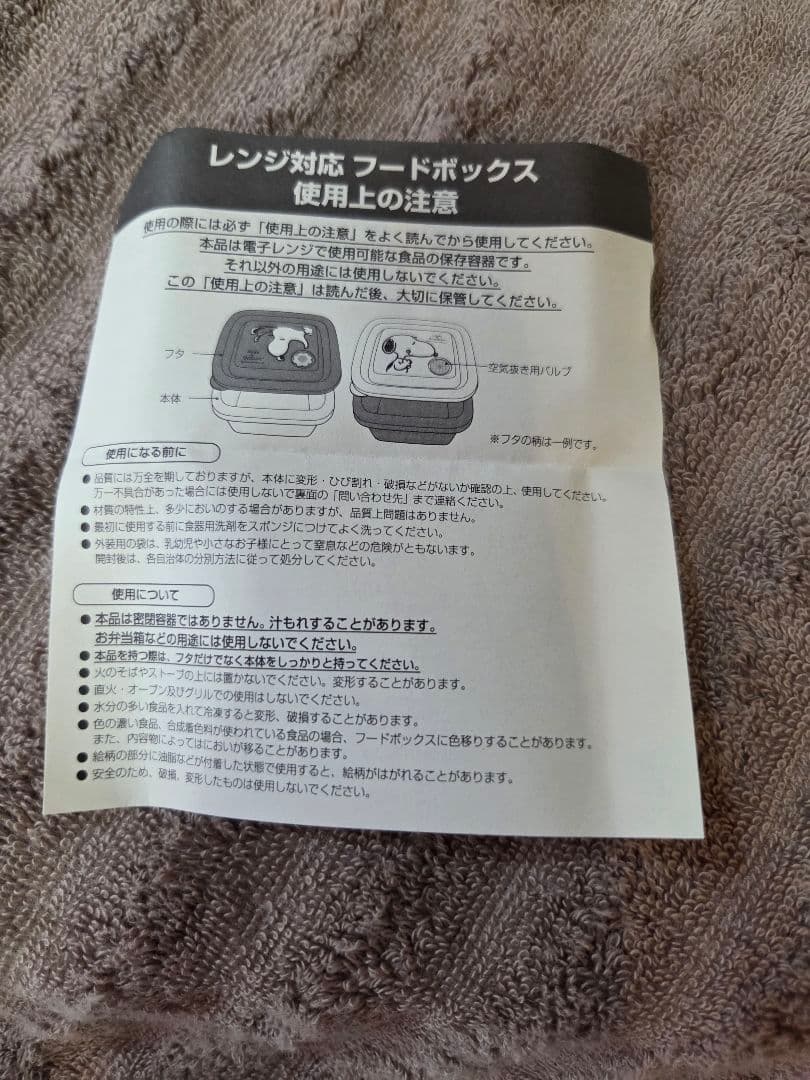 レンジ対応 フードボックス
使用上の注意
使用の際には必ず「使用上の注意」をよく読んでから使用してください。
本品は電子レンジで使用可能な食品の保存容器です。
それ以外の用途には使用しないでください。
この「使用上の注意」は読んだ後、大切に保管してください。
フタ
本体
空気抜き用バルブ
※フタの柄は一例です。
使用になる前に
●品質には万全を期しておりますが、本体に変形・ひび割れ・破損などがないか確認の上、使用してください。
万一不具合があった場合には使用しないで裏面の「問い合わせ先」まで連絡ください。
●材質の特性上、多少においのする場合がありますが、品質上問題はありません。
●最初に使用する前に食器用洗剤をスポンジにつけてよく洗ってください。
●外装用の袋は、乳幼児や小さなお子様にとって窒息などの危険がともないます。
開封後は、各自治体の分別方法に従って処分してください。
使用について
●本品は密閉容器ではありません。汁もれすることがあります。
お弁当箱などの用途には使用しないでください。
●本品を持つ際は、フタだけでなく本体をしっかりと持ってください。
●火のそばやストーブの上には置かないでください。変形することがあります。
●直火・オーブン及びグリルでの使用はしないでください。
●水分の多い食品を入れて冷凍すると変形、破損することがあります。
●色の濃い食品、合成着色料が使われている食品の場合、フードボックスに色移りすることがあります。
また、内容物によってはにおいが移ることがあります。
●絵柄の部分に油脂などが付着した状態で使用すると、絵柄がはがれることがあります。
●安全のため、破損、変形したものは使用しないでください。